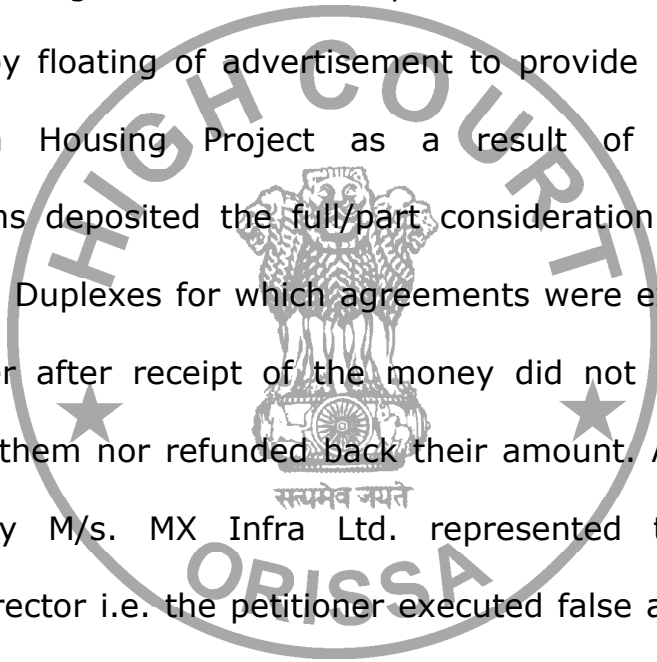 by floating of advertisement to provide
Housing Project as a result of
ns deposited the full/part consideration
Duplexes for which agreements were e
er after receipt of the money did not
them nor refunded back their amount. A
सत्यमेव जयते
y M/s. MX Infra Ltd. represented t
rector i.e. the petitioner executed false a
HIGH COURT
ORISSA